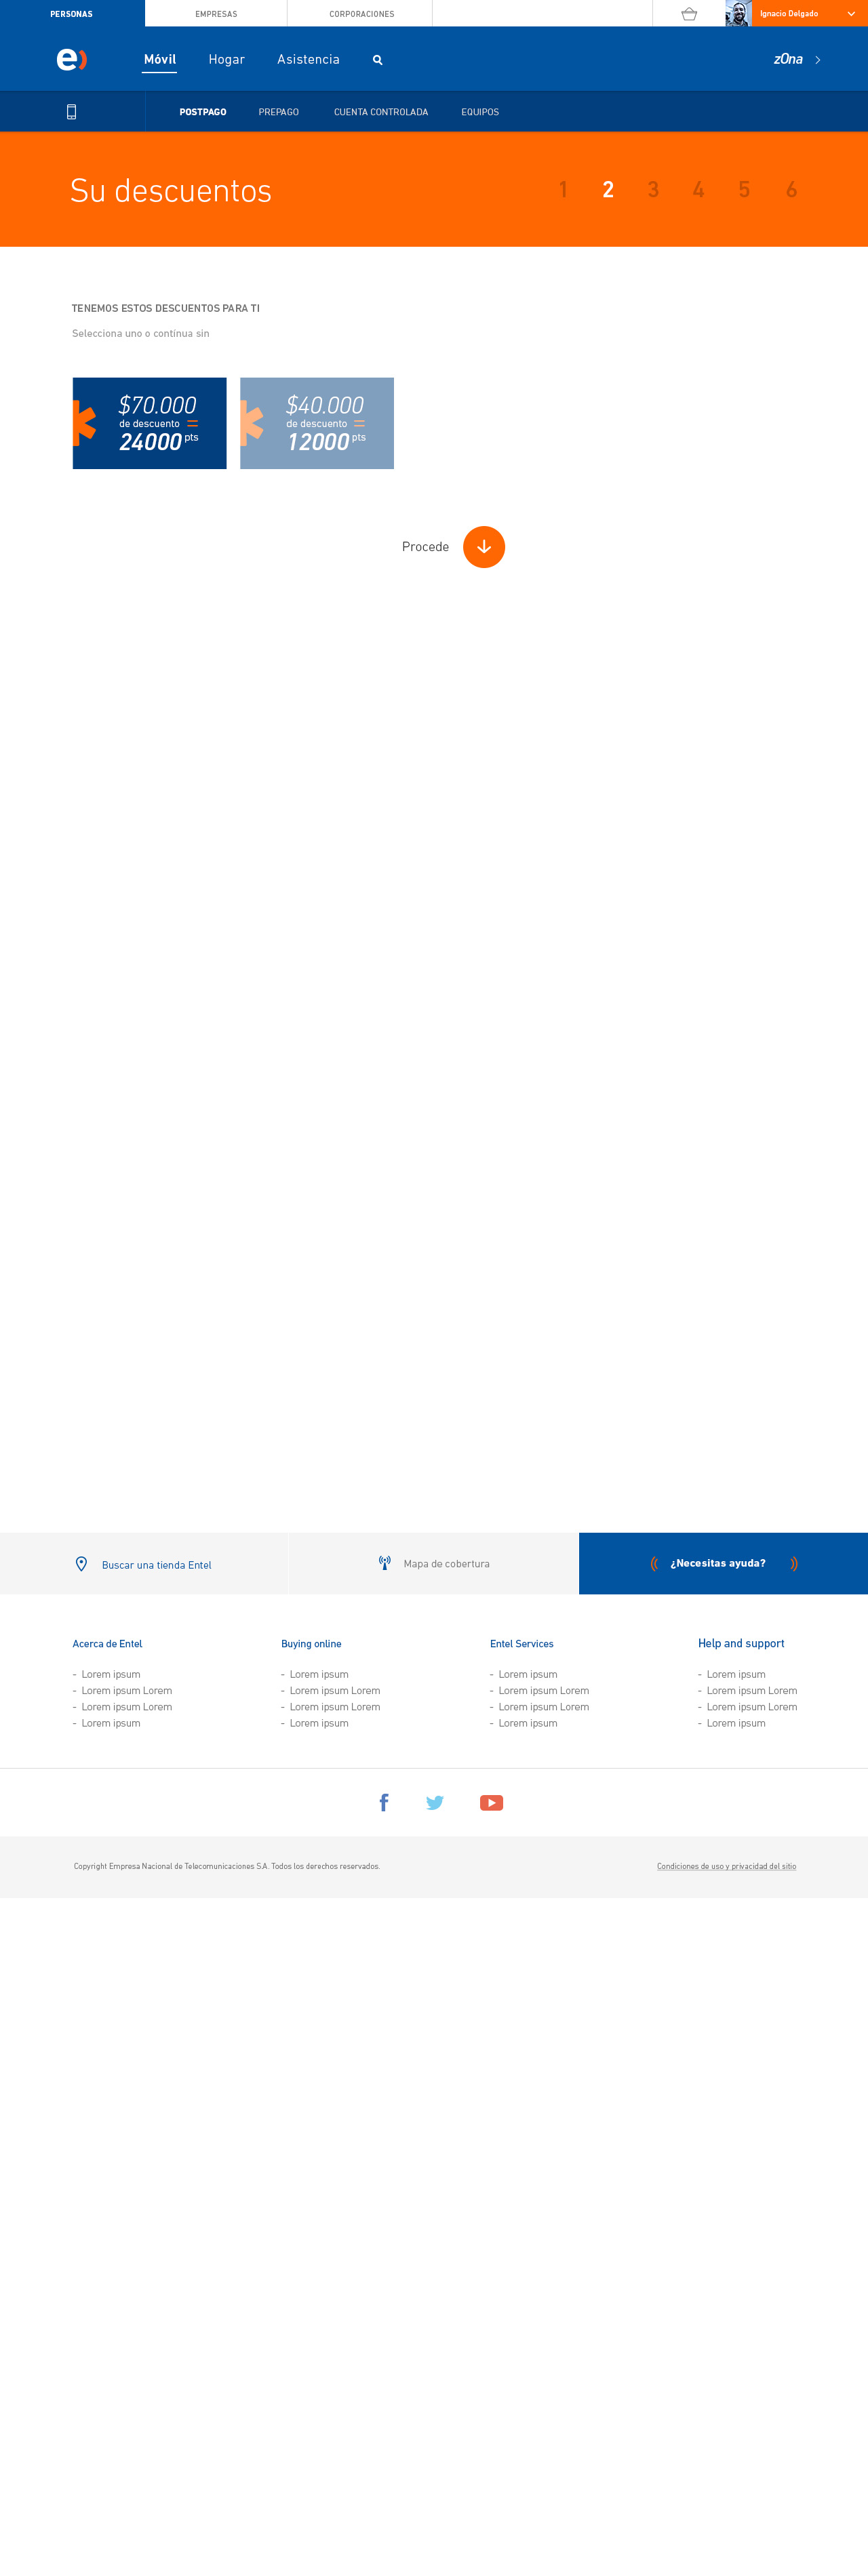 PERSONAS EMPRESAS CORPORACIONES Ignacio Delgado
e) Móvil Hogar Asistencia zOna
POSTPAGO PREPAGO CUENTA CONTROLADA EQUIPOS
Su descuentos 1 2 3 4 5 6
TENEMOS ESTOS DESCUENTOS PARA TI
Selecciona uno o contínua sin
$70.000
de descuento =
24000 pts
$40.000
de descuento =
12000 pts
Procede
Buscar una tienda Entel Mapa de cobertura ¿Necesitas ayuda?
Acerca de Entel
- Lorem ipsum
- Lorem ipsum Lorem
- Lorem ipsum Lorem
- Lorem ipsum
Buying online
- Lorem ipsum
- Lorem ipsum Lorem
- Lorem ipsum Lorem
- Lorem ipsum
Entel Services
- Lorem ipsum
- Lorem ipsum Lorem
- Lorem ipsum Lorem
- Lorem ipsum
Help and support
- Lorem ipsum
- Lorem ipsum Lorem
- Lorem ipsum Lorem
- Lorem ipsum
Copyright Empresa Nacional de Telecomunicaciones S.A. Todos los derechos reservados. Condiciones de uso y privacidad del sitio